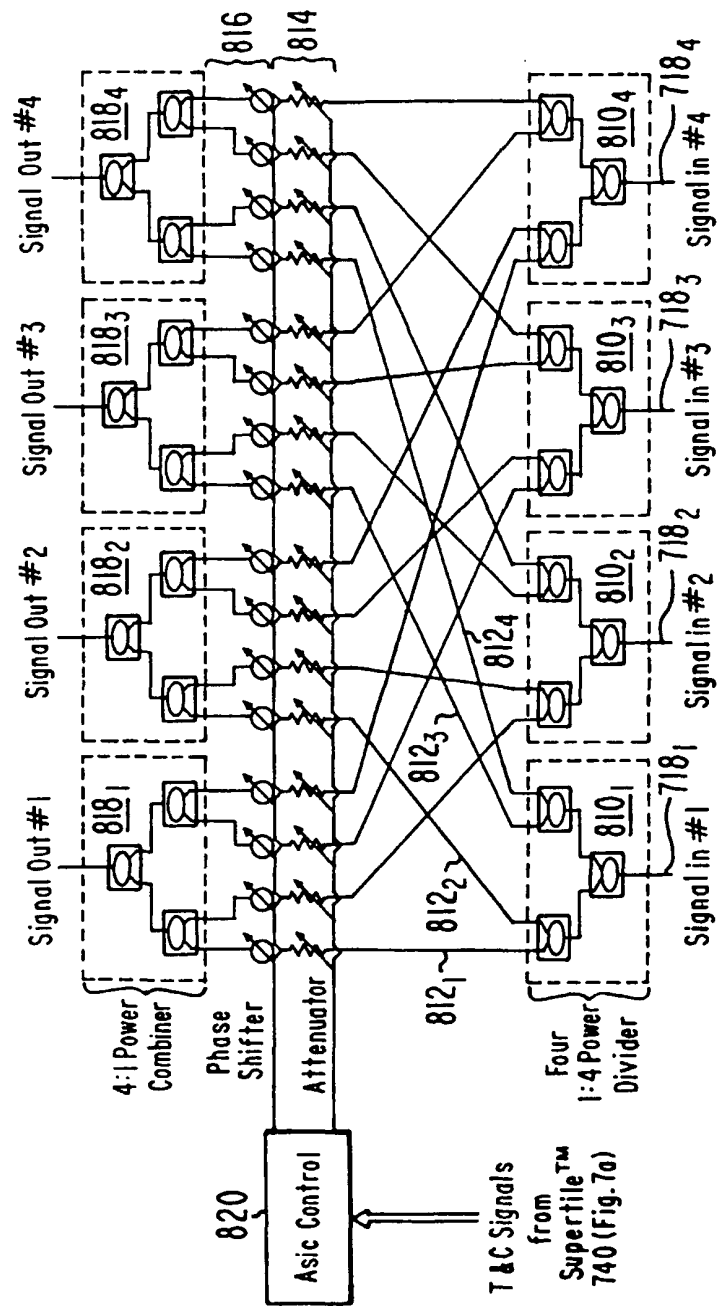 Signal Out #1
Signal Out #2
Signal Out #3
Signal Out #4
4:1 Power
Combiner
818₁
818₂
818₃
818₄
Phase
Shifter
816
Attenuator
814
820
Asic Control
T&C Signals
from
Supertile™
740 (Fig. 7a)
812₁
812₂
812₃
812₄
Four
1:4 Power
Divider
810₁
810₂
810₃
810₄
718₁
718₂
718₃
718₄
Signal in #1
Signal in #2
Signal in #3
Signal in #4